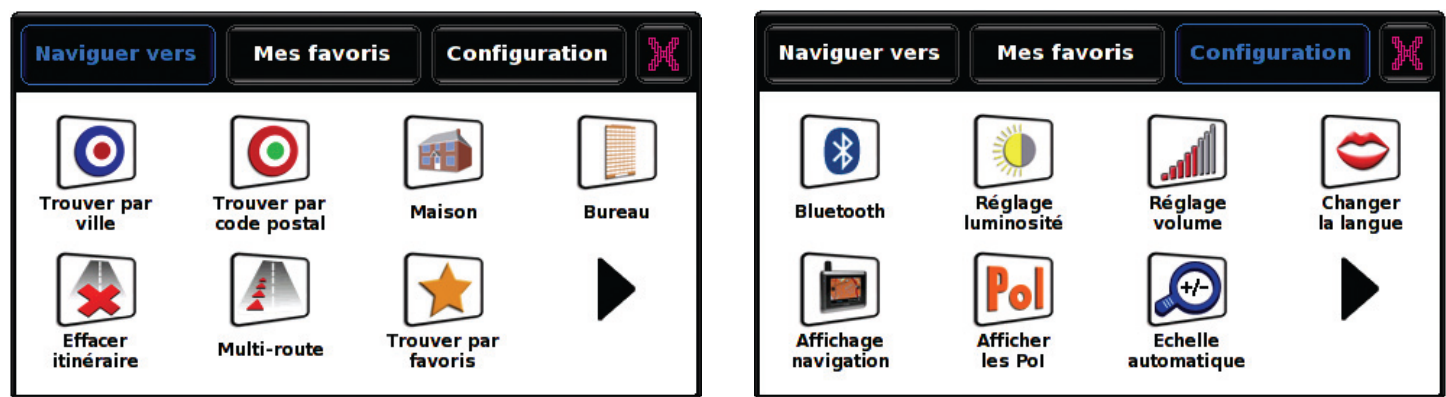 Naviguer vers Mes favoris Configuration
Trouver par ville
Trouver par code postal
Maison
Bureau
Effacer itinéraire
Multi-route
Trouver par favoris
Naviguer vers Mes favoris Configuration
Bluetooth
Réglage luminosité
Réglage volume
Changer la langue
Affichage navigation
PoI
Afficher les PoI
+/-
Echelle automatique